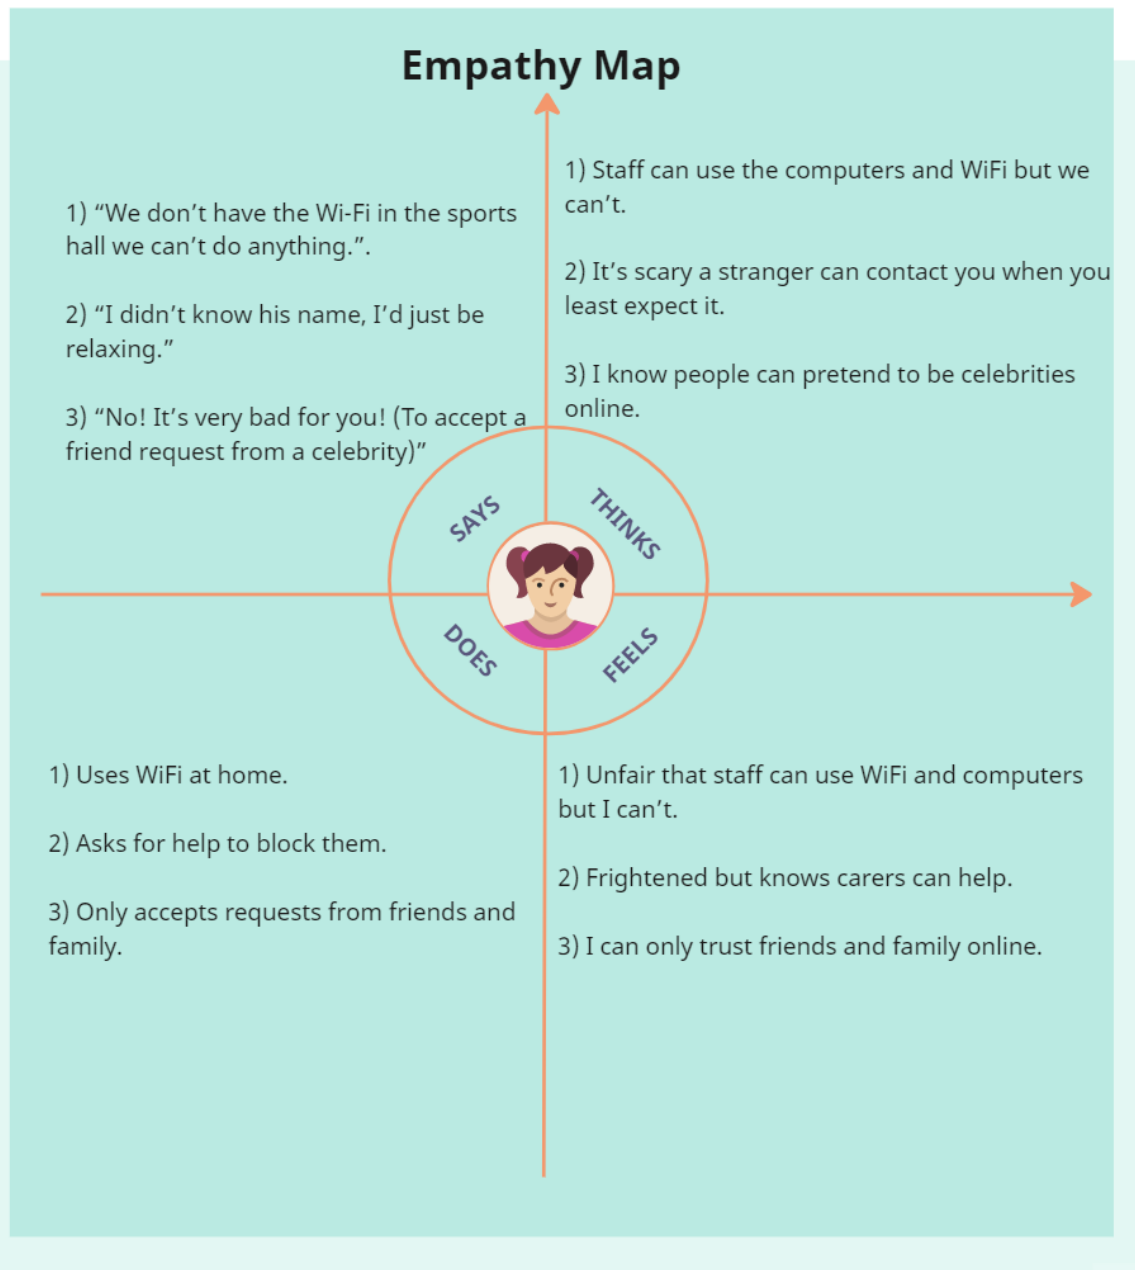 Empathy Map
1) “We don’t have the Wi-Fi in the sports
hall we can’t do anything.”.
2) “I didn’t know his name, I’d just be
relaxing.”
3) “No! It’s very bad for you! (To accept a
friend request from a celebrity)”
1) Staff can use the computers and WiFi but we
can’t.
2) It’s scary a stranger can contact you when you
least expect it.
3) I know people can pretend to be celebrities
online.
SAYS
THINKS
DOES
FEELS
1) Uses WiFi at home.
2) Asks for help to block them.
3) Only accepts requests from friends and
family.
1) Unfair that staff can use WiFi and computers
but I can’t.
2) Frightened but knows carers can help.
3) I can only trust friends and family online.